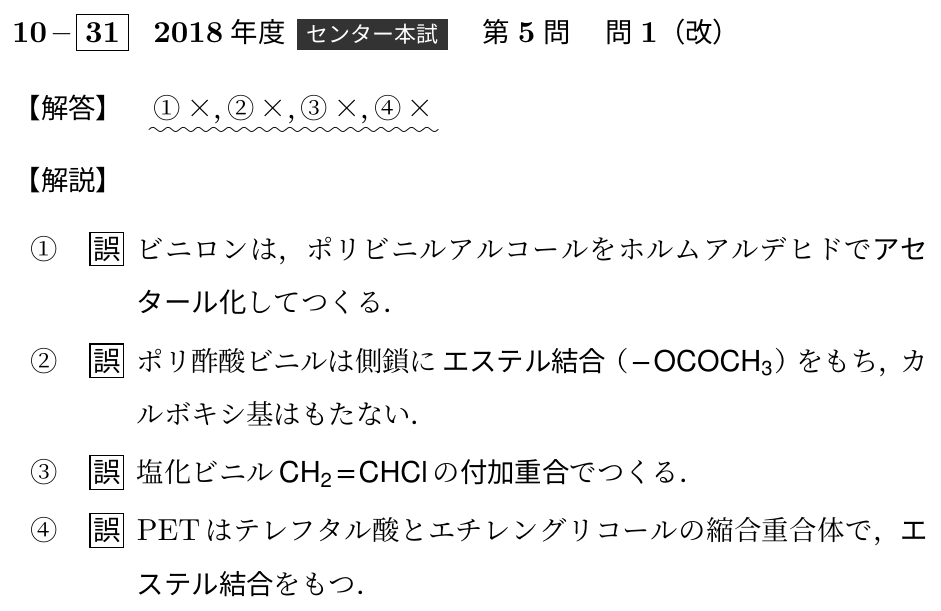 10－31 2018年度 センター本試 第5問 問1（改）
【解答】 ①×,②×,③×,④×
【解説】
① 誤 ビニロンは，ポリビニルアルコールをホルムアルデヒドでアセ
タール化してつくる．
② 誤 ポリ酢酸ビニルは側鎖にエステル結合（−OCOCH₃）をもち，カ
ルボキシ基はもたない．
③ 誤 塩化ビニルCH₂=CHClの付加重合でつくる．
④ 誤 PETはテレフタル酸とエチレングリコールの縮合重合体で，エ
ステル結合をもつ．